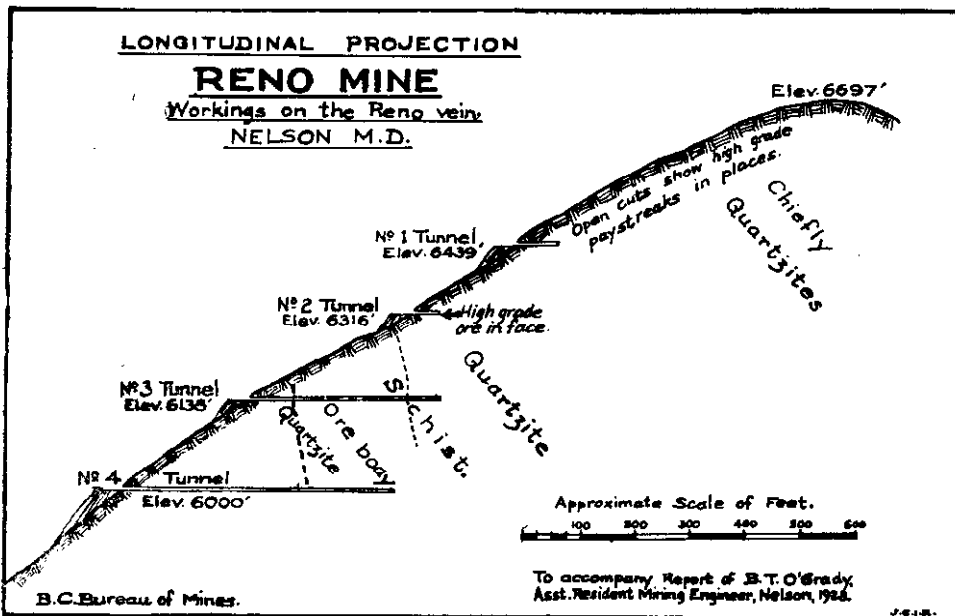 LONGITUDINAL PROJECTION
RENO MINE
Workings on the Reno vein,
NELSON M.D.
Elev. 6697'
Open cuts show high grade
paystreaks in places.
Chiefly
Quartzites
Nº 1 Tunnel
Elev. 6439'
Nº 2 Tunnel
Elev. 6316'
High grade
ore in face.
Quartzite
Schist.
Nº 3 Tunnel
Elev. 6138'
Quartzite
Ore body
Nº 4 Tunnel
Elev. 6000'
Approximate Scale of Feet.
100 200 300 400 500 600
To accompany Report of B.T. O'Grady,
Asst. Resident Mining Engineer, Nelson, 1928.
B.C. Bureau of Mines.